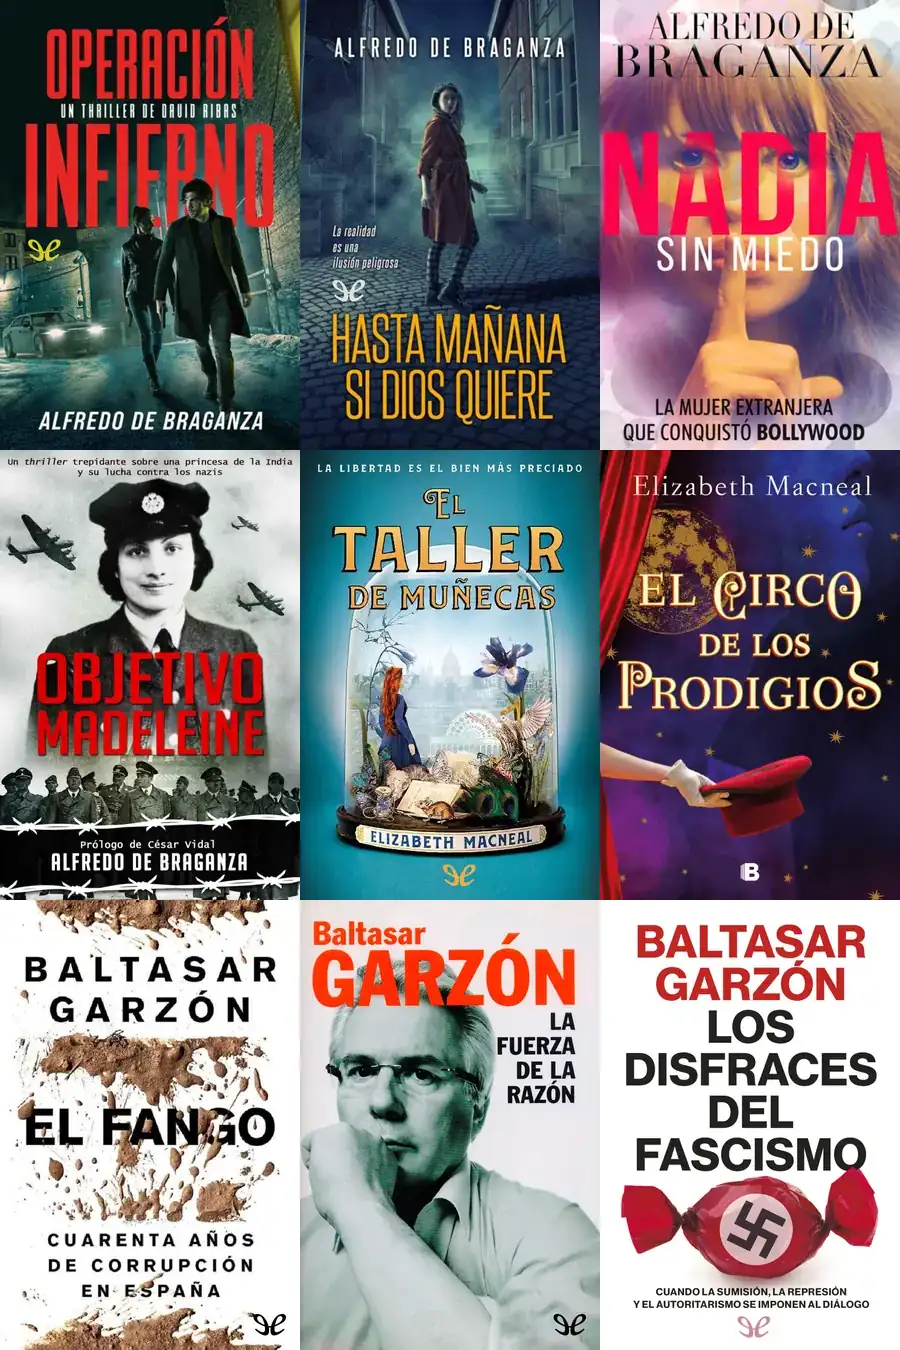 OPERACIÓN
UN THRILLER DE DAVID RIBAS
INFIERNO
ALFREDO DE BRAGANZA
ALFREDO DE BRAGANZA
La realidad
es una
ilusión peligrosa
HASTA MAÑANA
SI DIOS QUIERE
ALFREDO DE
BRAGANZA
NADIA
SIN MIEDO
LA MUJER EXTRANJERA
QUE CONQUISTÓ BOLLYWOOD
Un thriller trepidante sobre una princesa de la India
y su lucha contra los nazis
OBJETIVO
MADELEINE
Prólogo de César Vidal
ALFREDO DE BRAGANZA
LA LIBERTAD ES EL BIEN MÁS PRECIADO
EL
TALLER
DE MUÑECAS
ELIZABETH MACNEAL
Elizabeth Macneal
EL CIRCO
DE LOS
PRODIGIOS
B
BALTASAR
GARZÓN
EL FANGO
CUARENTA AÑOS
DE CORRUPCIÓN
EN ESPAÑA
Baltasar
GARZÓN
LA
FUERZA
DE LA
RAZÓN
BALTASAR
GARZÓN
LOS
DISFRACES
DEL
FASCISMO
CUANDO LA SUMISIÓN, LA REPRESIÓN
Y EL AUTORITARISMO SE IMPONEN AL DIÁLOGO